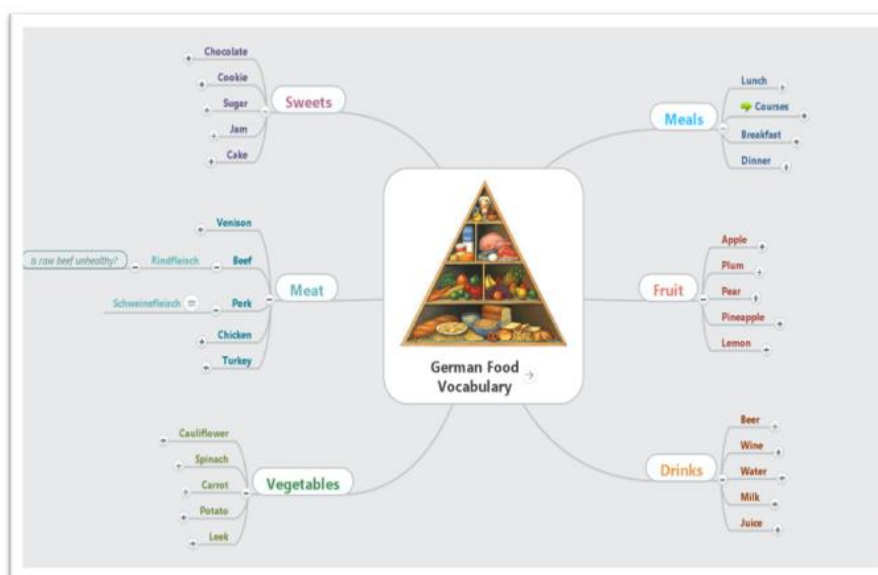 German Food
Vocabulary
Sweets
Chocolate
Cookie
Sugar
Jam
Cake
Meals
Lunch
Courses
Breakfast
Dinner
Meat
Venison
Beef
Rindfleisch
Is raw beef unhealthy?
Pork
Schweinefleisch
Chicken
Turkey
Fruit
Apple
Plum
Pear
Pineapple
Lemon
Vegetables
Cauliflower
Spinach
Carrot
Potato
Leek
Drinks
Beer
Wine
Water
Milk
Juice